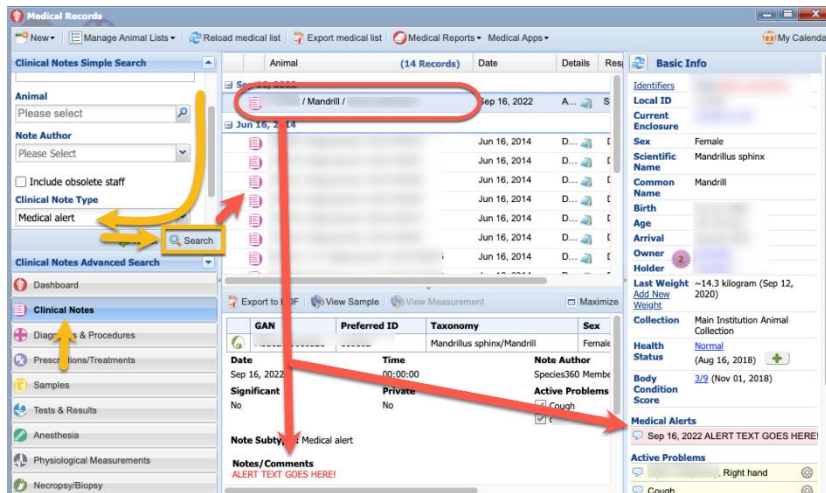 Medical Records
New
Manage Animal Lists
Reload medical list
Export medical list
Medical Reports
Medical Apps
My Calenda
Clinical Notes Simple Search
Animal
Please select
Note Author
Please Select
Include obsolete staff
Clinical Note Type
Medical alert
Search
Clinical Notes Advanced Search
Dashboard
Clinical Notes
Diagnoses & Procedures
Prescriptions/Treatments
Samples
Tests & Results
Anesthesia
Physiological Measurements
Necropsy/Biopsy
Animal (14 Records) Date Details Res
Sep 16, 2022
/ Mandrill / Sep 16, 2022 A... S
Jun 16, 2014
Jun 16, 2014 D...
Jun 16, 2014 D...
Jun 16, 2014 D...
Jun 16, 2014 D...
Jun 16, 2014 D...
Jun 16, 2014 D...
Jun 16, 2014 D...
Export to PDF View Sample View Measurement Maximize
GAN Preferred ID Taxonomy Sex
Mandrillus sphinx/Mandrill Female
Date Time Note Author
Sep 16, 2022 00:00:00 Species360 Membe
Significant Private Active Problems
No No Cough
Note Subtype: Medical alert
Notes/Comments
ALERT TEXT GOES HERE!
Basic Info
Identifiers
Local ID
Current
Enclosure
Sex Female
Scientific Mandrillus sphinx
Name
Common Mandrill
Name
Birth
Age
Arrival
Owner
2
Holder
Last Weight ~14.3 kilogram (Sep 12,
Add New 2020)
Weight
Collection Main Institution Animal
Collection
Health Normal
Status (Aug 16, 2018)
Body 3/9 (Nov 01, 2018)
Condition
Score
Medical Alerts
Sep 16, 2022 ALERT TEXT GOES HERE!
Active Problems
, Right hand
Cough